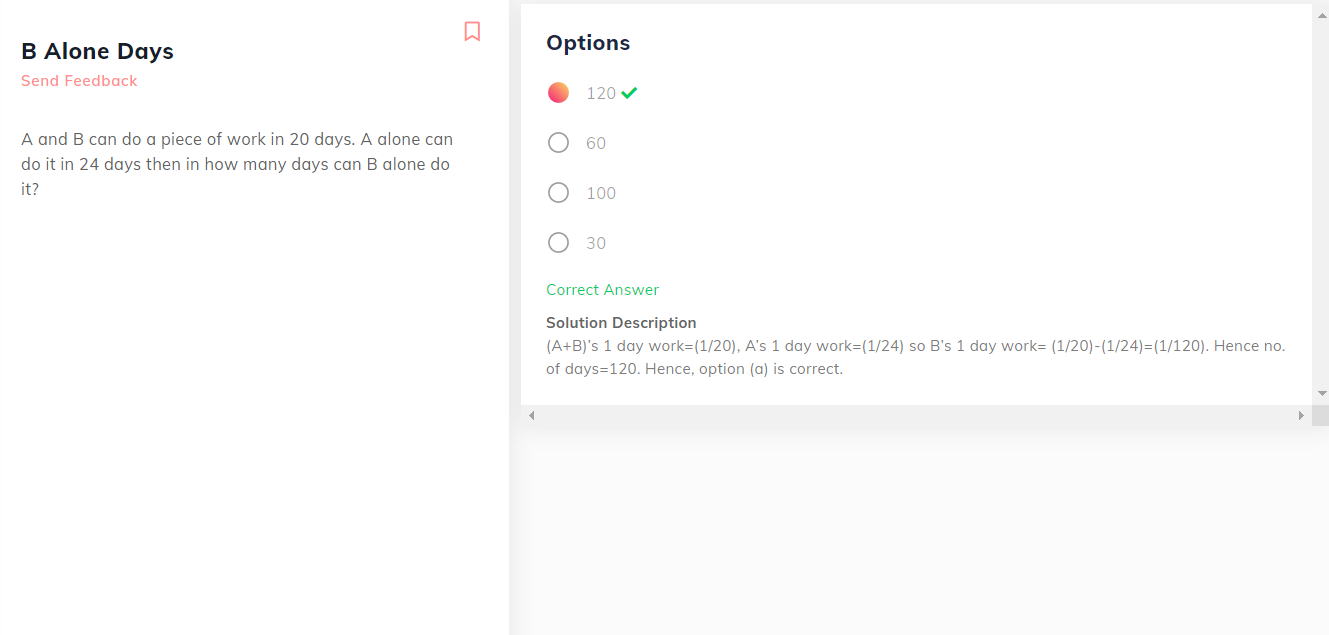 B Alone Days
Send Feedback
A and B can do a piece of work in 20 days. A alone can
do it in 24 days then in how many days can B alone do
it?
Options
120
60
100
30
Correct Answer
Solution Description
(A+B)’s 1 day work=(1/20), A’s 1 day work=(1/24) so B’s 1 day work= (1/20)-(1/24)=(1/120). Hence no.
of days=120. Hence, option (a) is correct.